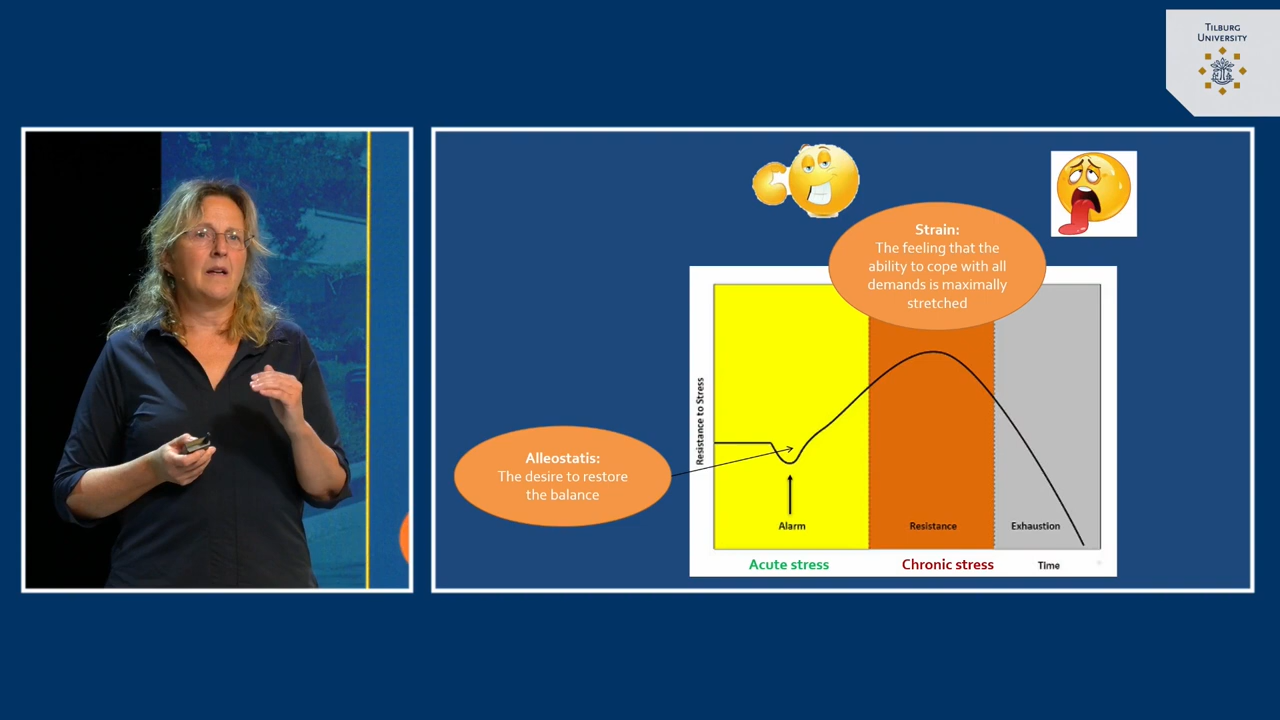 TILBURG
UNIVERSITY
Strain:
The feeling that the
ability to cope with all
demands is maximally
stretched
Resistance to Stress
Alleostatis:
The desire to restore
the balance
Alarm
Resistance
Exhaustion
Acute stress
Chronic stress
Time